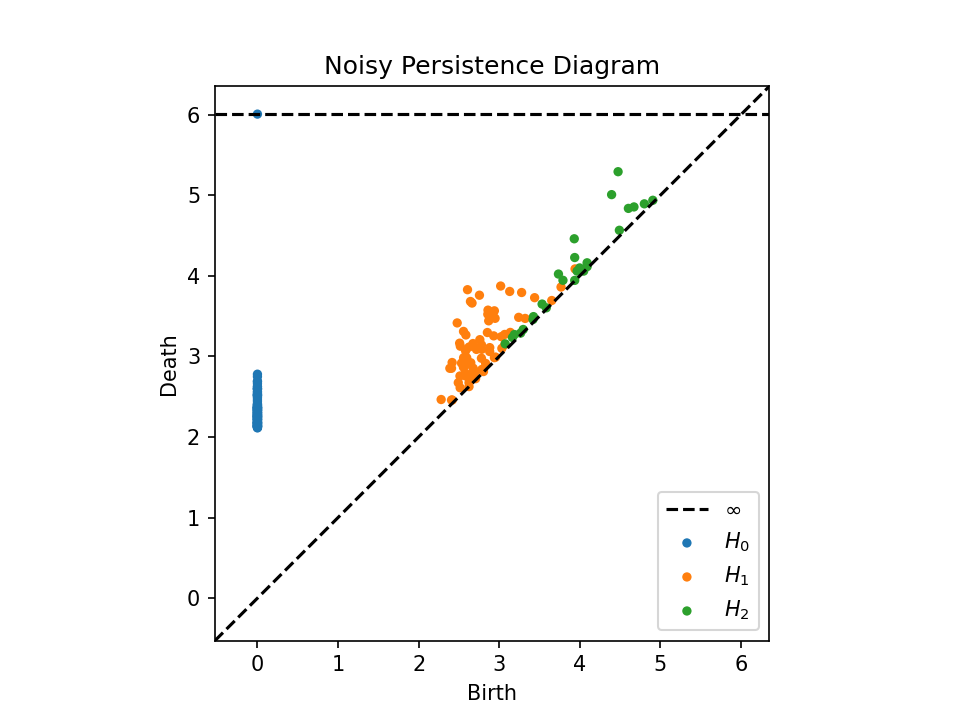 Noisy Persistence Diagram
Death
6
5
4
3
2
1
0
0 1 2 3 4 5 6
Birth
∞
H₀
H₁
H₂